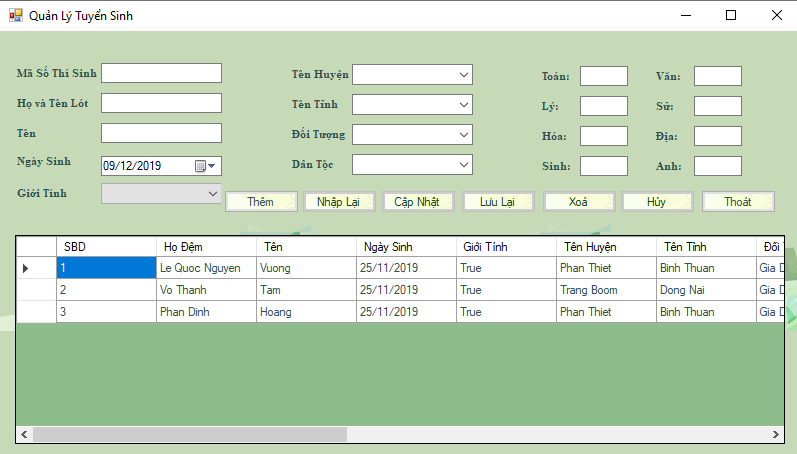 Quản Lý Tuyển Sinh
Mã Số Thí Sinh Tên Huyện Toán: Văn:
Họ và Tên Lót Tên Tỉnh Lý: Sử:
Tên Đối Tượng Hóa: Địa:
Ngày Sinh 09/12/2019 Dân Tộc Sinh: Anh:
Giới Tính Thêm Nhập Lại Cập Nhật Lưu Lại Xoá Hủy Thoát
SBD Họ Đệm Tên Ngày Sinh Giới Tính Tên Huyện Tên Tỉnh Đối
1 Le Quoc Nguyen Vuong 25/11/2019 True Phan Thiet Binh Thuan Gia D
2 Vo Thanh Tam 25/11/2019 True Trang Boom Dong Nai Gia D
3 Phan Dinh Hoang 25/11/2019 True Phan Thiet Binh Thuan Gia D